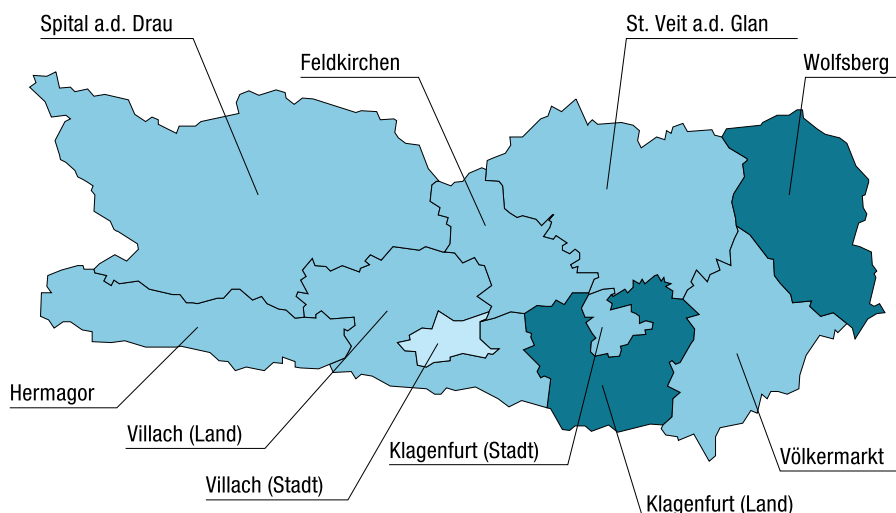 Spital a.d. Drau
St. Veit a.d. Glan
Feldkirchen
Wolfsberg
Hermagor
Villach (Land)
Klagenfurt (Stadt)
Völkermarkt
Villach (Stadt)
Klagenfurt (Land)